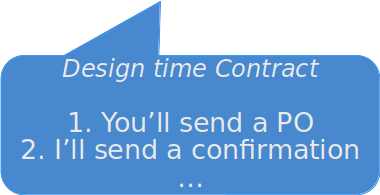 Design time Contract
1. You’ll send a PO
2. I’ll send a confirmation
...